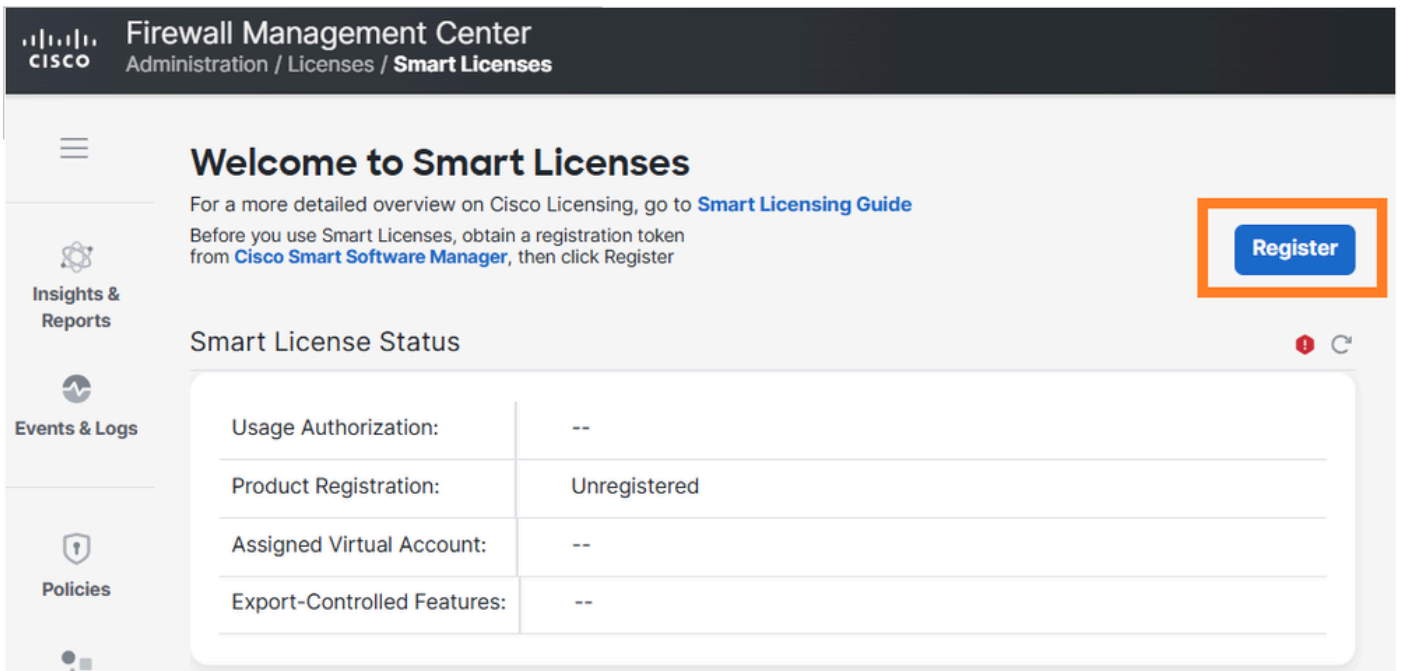 CISCO
Firewall Management Center
Administration / Licenses / Smart Licenses
Welcome to Smart Licenses
For a more detailed overview on Cisco Licensing, go to Smart Licensing Guide
Before you use Smart Licenses, obtain a registration token
from Cisco Smart Software Manager, then click Register
Register
Insights &
Reports
Events & Logs
Policies
Smart License Status
Usage Authorization: --
Product Registration: Unregistered
Assigned Virtual Account: --
Export-Controlled Features: --